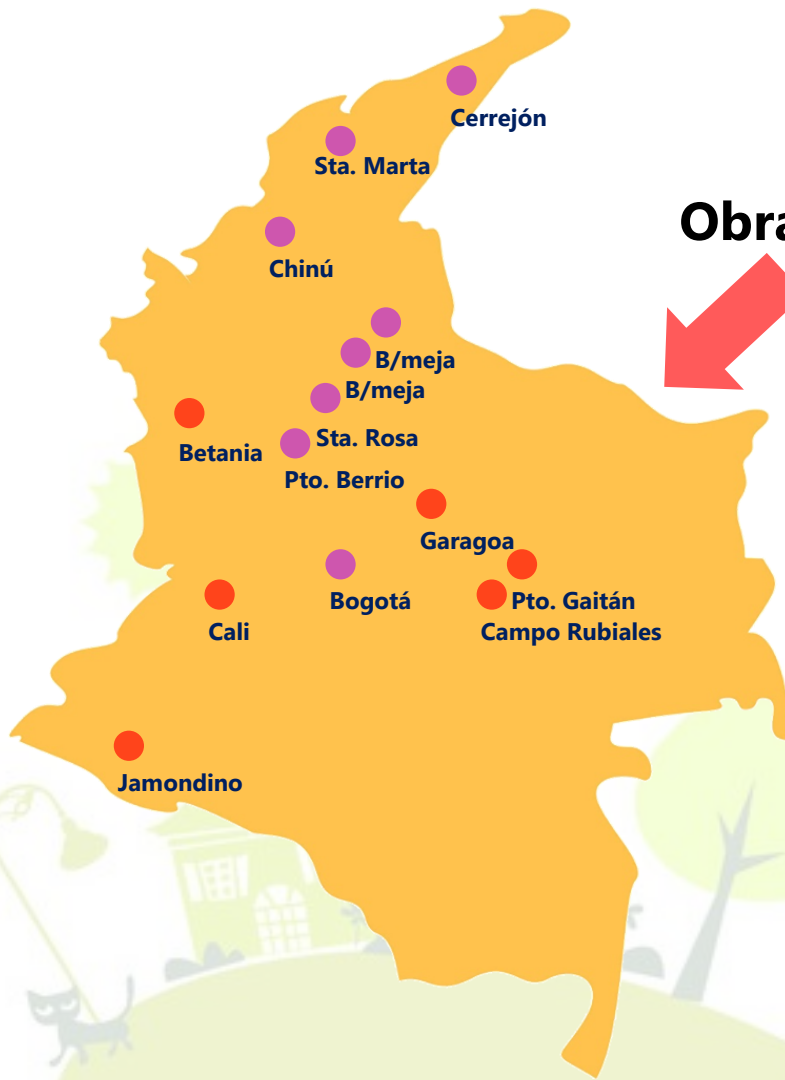 Cerrejón
Sta. Marta
Obra
Chinú
B/meja
B/meja
Sta. Rosa
Betania
Pto. Berrio
Garagoa
Bogotá
Pto. Gaitán
Cali
Campo Rubiales
Jamondino